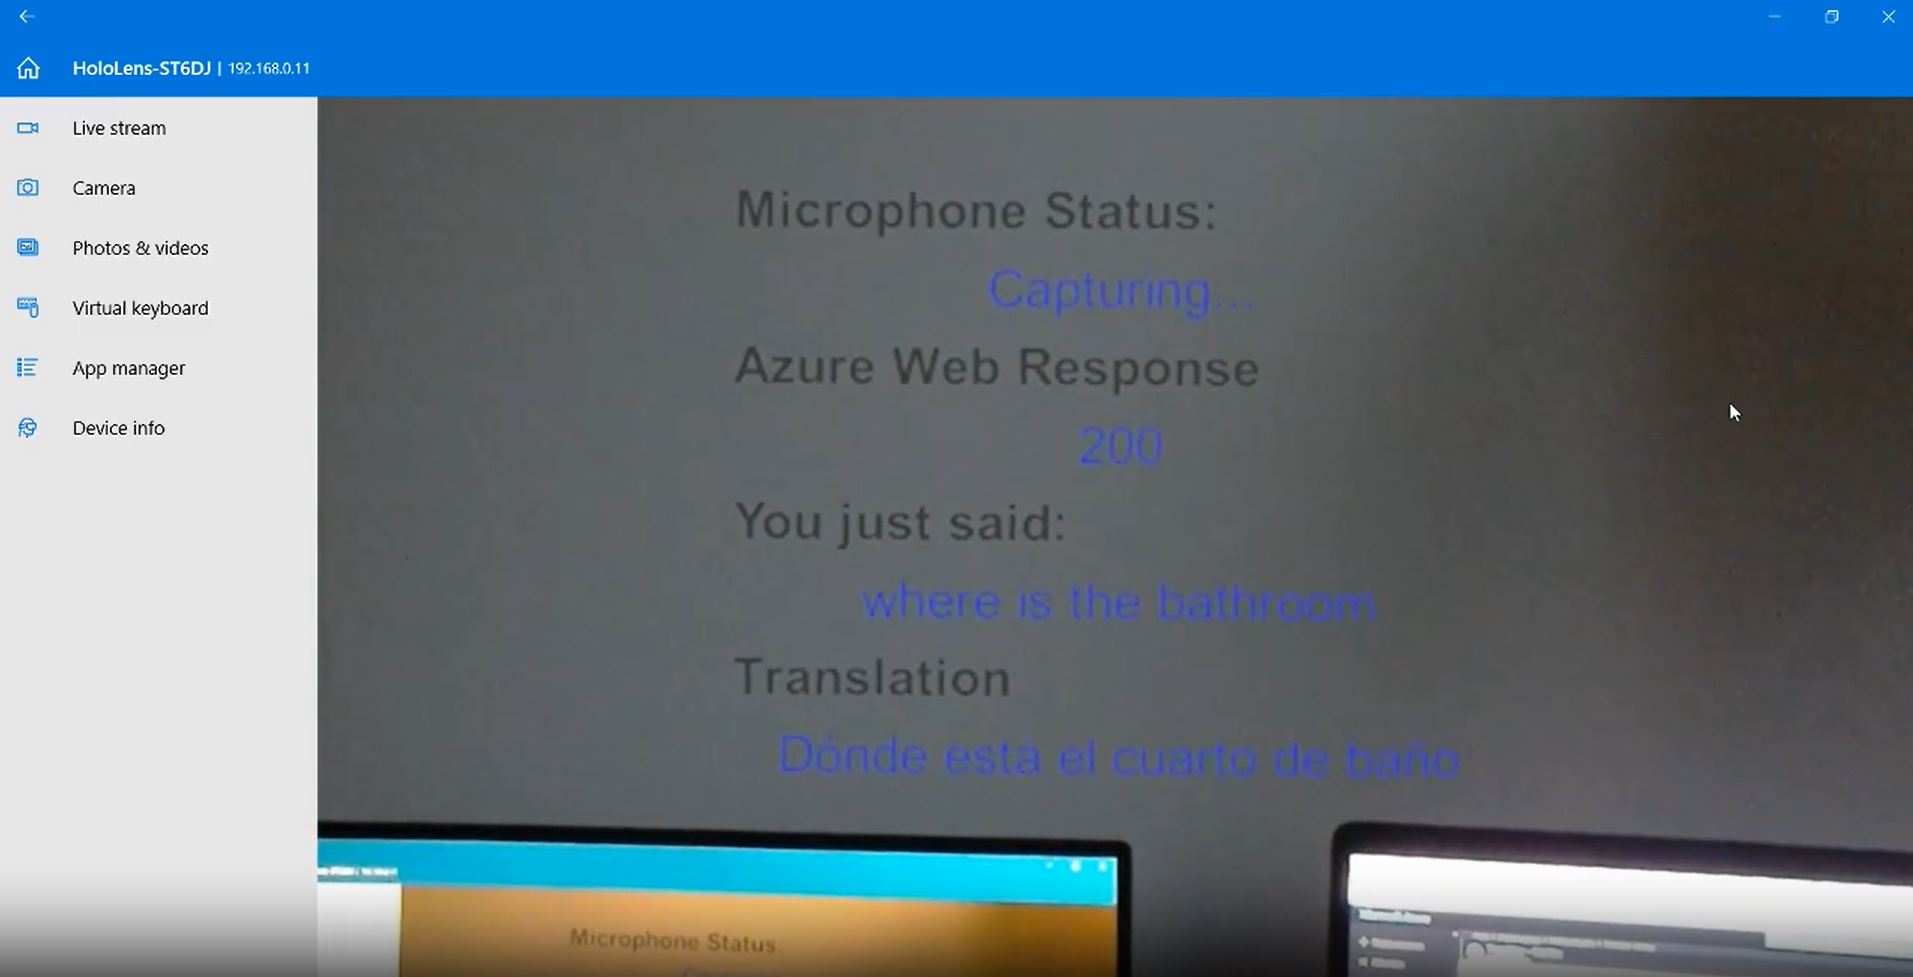 HoloLens-ST6DJ | 192.168.0.11
Live stream
Camera
Photos & videos
Virtual keyboard
App manager
Device info
Microphone Status:
Capturing...
Azure Web Response
200
You just said:
where is the bathroom
Translation
Dónde está el cuarto de baño
Microphone Status: